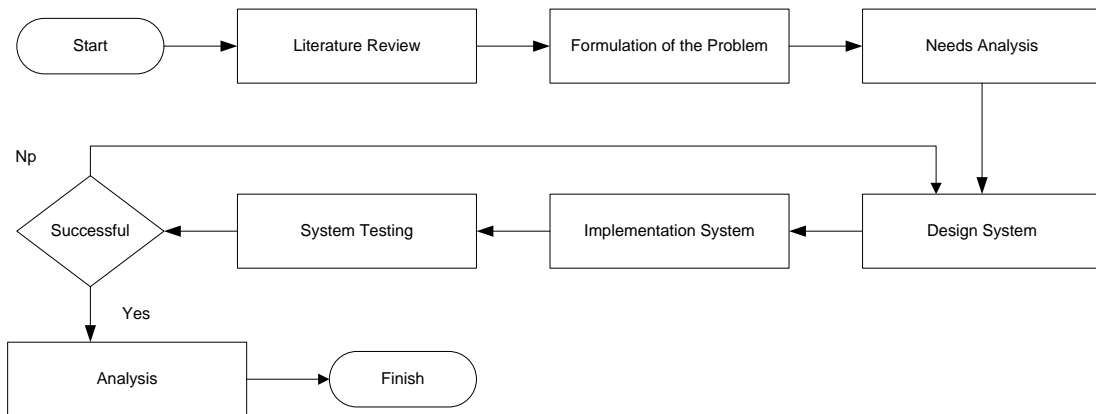 Start
Literature Review
Formulation of the Problem
Needs Analysis
Np
Successful
System Testing
Implementation System
Design System
Yes
Analysis
Finish